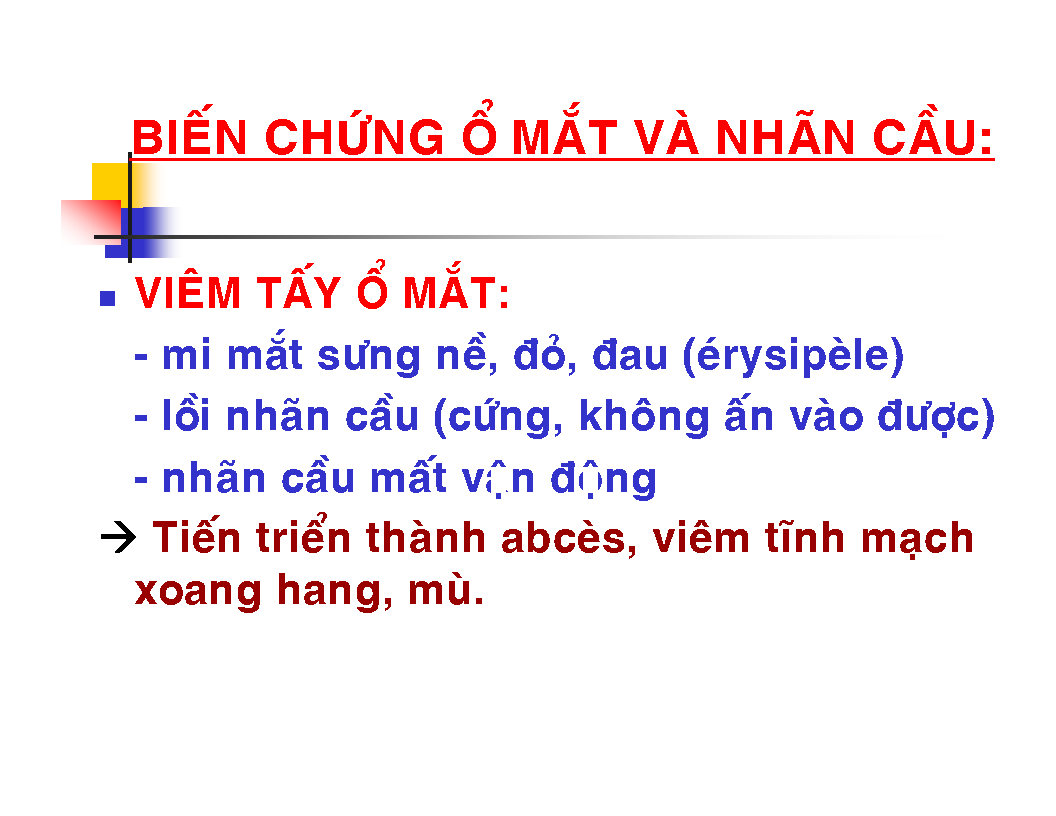 BIẾN CHỨNG Ổ MẮT VÀ NHÃN CẦU:
VIÊM TẤY Ổ MẮT:
- mi mắt sưng nề, đỏ, đau (érysipèle)
- lồi nhãn cầu (cứng, không ấn vào được)
- nhãn cầu mất vận động
→ Tiến triển thành abcès, viêm tĩnh mạch
xoang hang, mù.